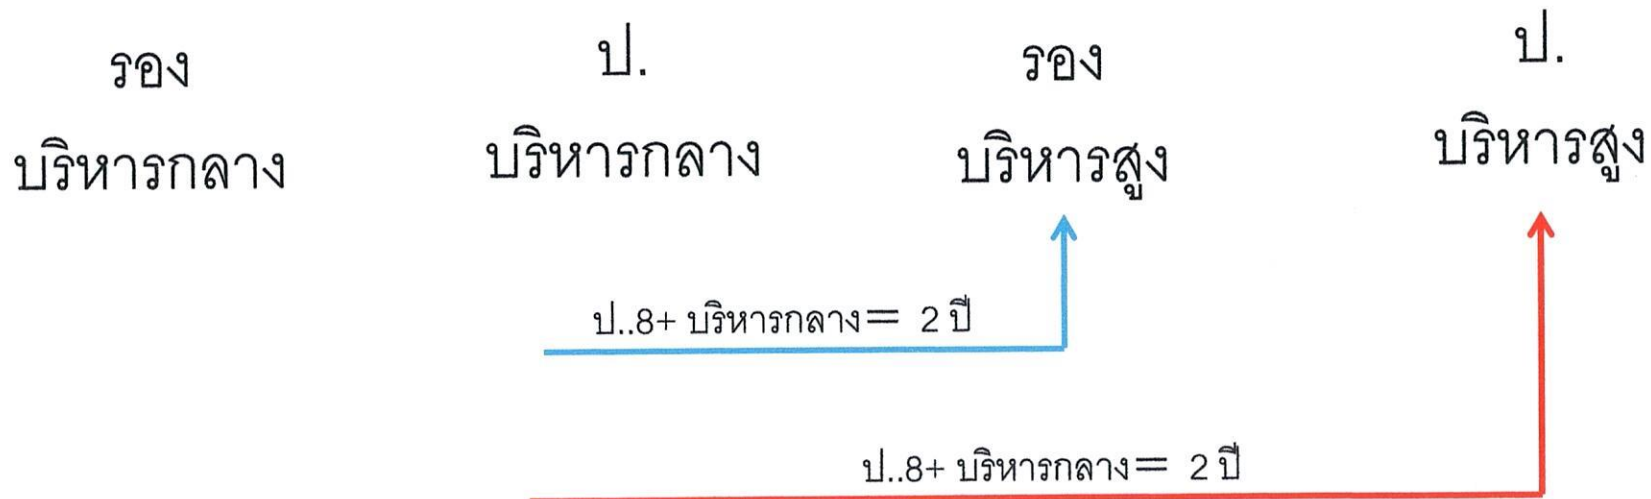 รอง
บริหารกลาง
ป.
บริหารกลาง
รอง
บริหารสูง
ป.
บริหารสูง
ป..8+ บริหารกลาง = 2 ปี
ป..8+ บริหารกลาง = 2 ปี